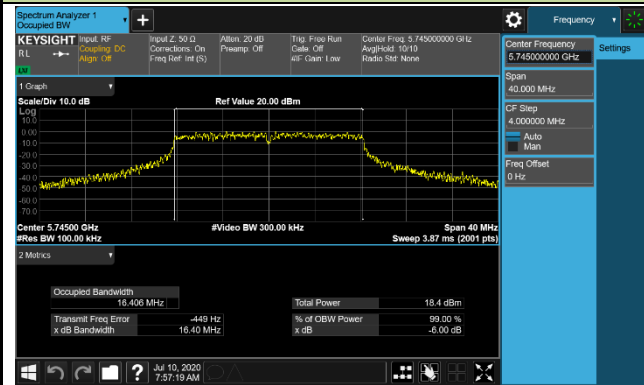 Spectrum Analyzer 1
Occupied BW
+
Frequency
KEYSIGHT
RL
Input: RF
Coupling: DC
Align: Off
Input Z: 50 Ω
Corrections: On
Freq Ref: Int (S)
Atten: 20 dB
Preamp: Off
Trig: Free Run
Gate: Off
#IF Gain: Low
Center Freq: 5.745000000 GHz
Avg|Hold: 10/10
Radio Std: None
Center Frequency
5.745000000 GHz
Settings
Span
40.000 MHz
CF Step
4.000000 MHz
Auto
Man
Freq Offset
0 Hz
1 Graph
Scale/Div 10.0 dB
Ref Value 20.00 dBm
Log
10.0
0.00
-10.0
-20.0
-30.0
-40.0
-50.0
-60.0
-70.0
Center 5.74500 GHz
#Video BW 300.00 kHz
Span 40 MHz
#Res BW 100.00 kHz
Sweep 3.87 ms (2001 pts)
2 Metrics
Occupied Bandwidth
16.406 MHz
Total Power
18.4 dBm
Transmit Freq Error
-449 Hz
% of OBW Power
99.00 %
x dB Bandwidth
16.40 MHz
x dB
-6.00 dB
?
Jul 10, 2020
7:57:19 AM